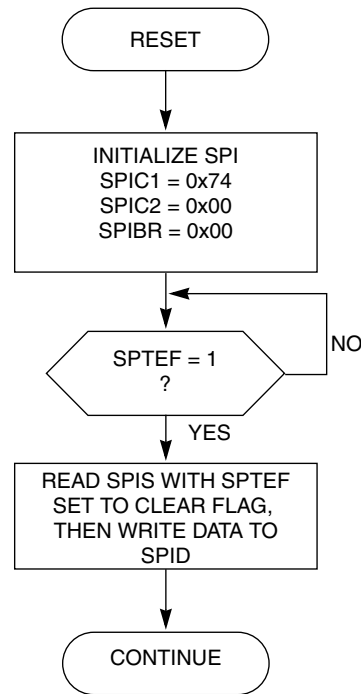 RESET
INITIALIZE SPI
SPIC1 = 0x74
SPIC2 = 0x00
SPIBR = 0x00
SPTEF = 1
?
NO
YES
READ SPIS WITH SPTEF
SET TO CLEAR FLAG,
THEN WRITE DATA TO
SPID
CONTINUE